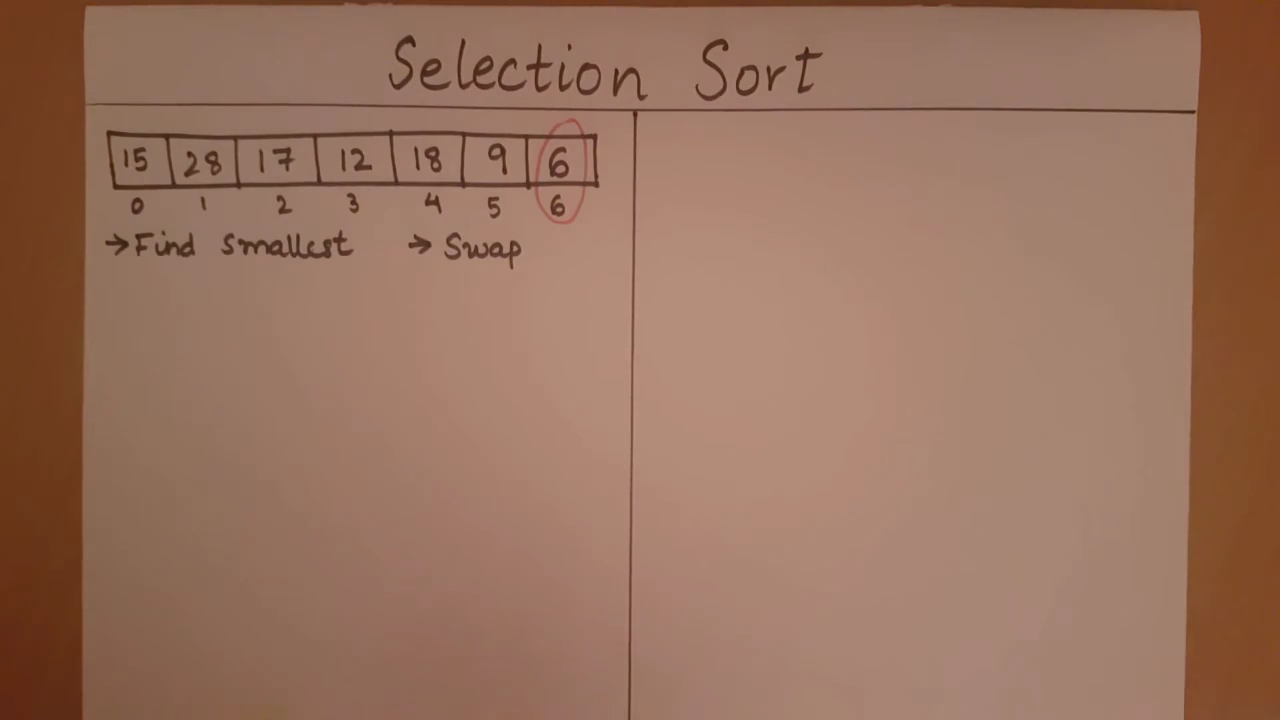 Selection Sort
15 28 17 12 18 9 6
0 1 2 3 4 5 6
→Find Smallest → Swap